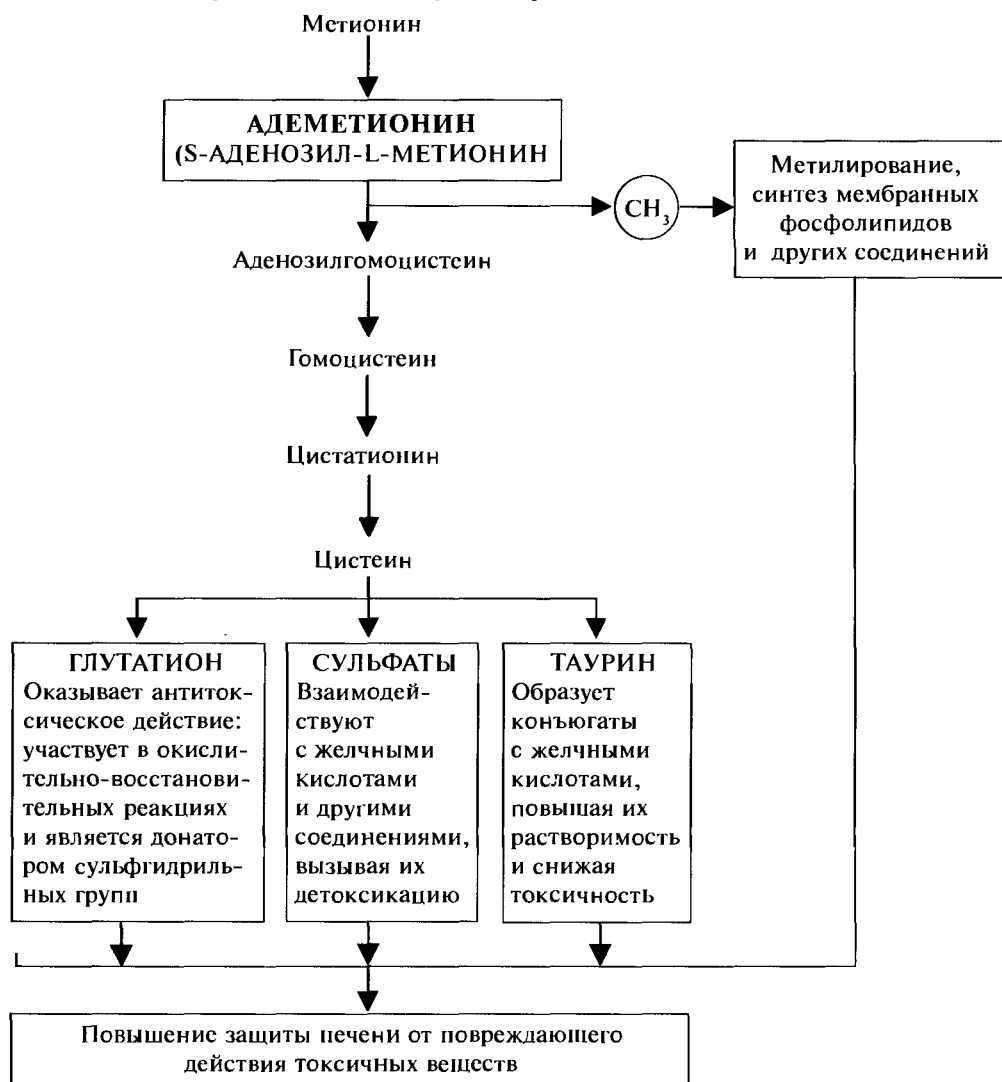 Метионин
АДЕМЕТИОНИН
(S-АДЕНОЗИЛ-L-МЕТИОНИН
CH3
Метилирование,
синтез мембранных
фосфолипидов
и других соединений
Аденозилгомоцистеин
Гомоцистеин
Цистатионин
Цистеин
ГЛУТАТИОН
Оказывает антиток-
сическое действие:
участвует в окисли-
тельно-восстанови-
тельных реакциях
и является донато-
ром сульфгидриль-
ных групп
СУЛЬФАТЫ
Взаимодей-
ствуют
с желчными
кислотами
и другими
соединениями,
вызывая их
детоксикацию
ТАУРИН
Образует
конъюгаты
с желчными
кислотами,
повышая их
растворимость
и снижая
токсичность
Повышение защиты печени от повреждающего
действия токсичных веществ